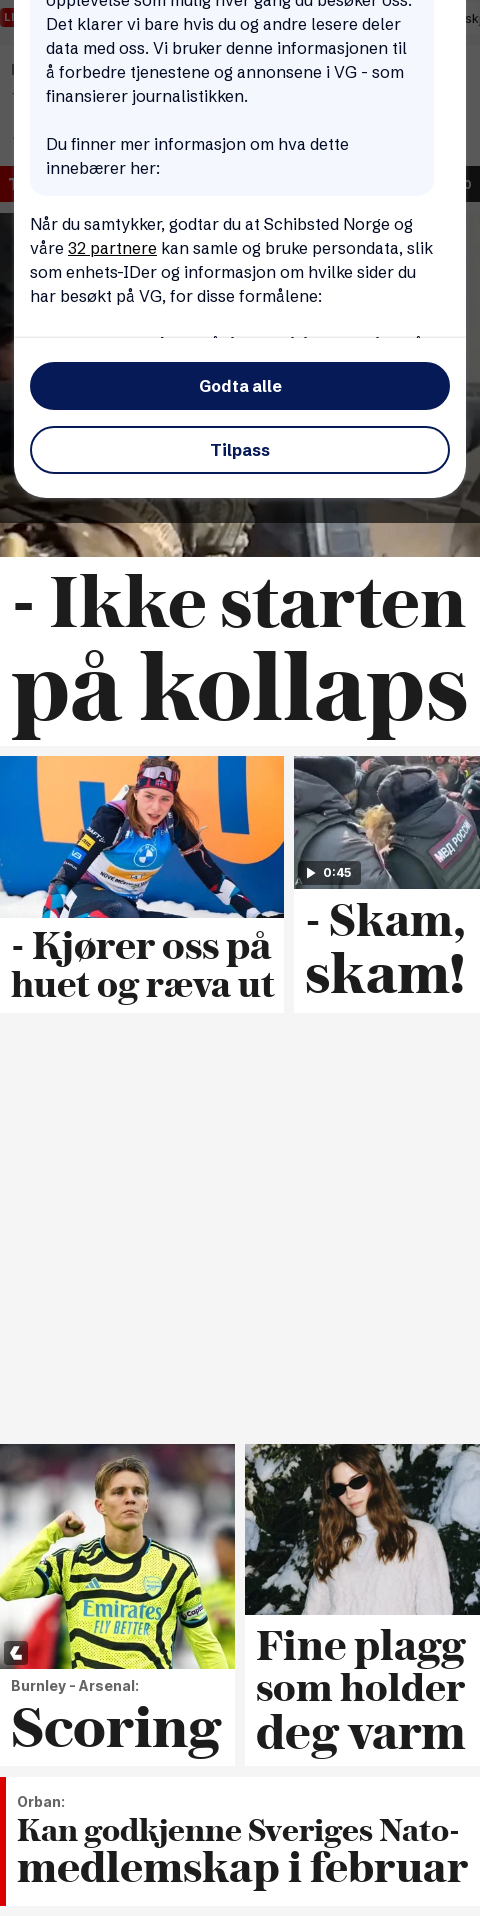 opplevelse som mulig hver gang du besøker oss.
Det klarer vi bare hvis du og andre lesere deler
data med oss. Vi bruker denne informasjonen til
å forbedre tjenestene og annonsene i VG - som
finansierer journalistikken.
Du finner mer informasjon om hva dette
innebærer her:
Når du samtykker, godtar du at Schibsted Norge og
våre 32 partnere kan samle og bruke persondata, slik
som enhets-IDer og informasjon om hvilke sider du
har besøkt på VG, for disse formålene:
Godta alle
Tilpass
- Ikke starten
på kollaps
МВД РОССИИ
0:45
- Kjører oss på
huet og ræva ut
- Skam,
skam!
Emirates
FLY BETTER
Burnley - Arsenal:
Scoring
Fine plagg
som holder
deg varm
Orban:
Kan godkjenne Sveriges Nato-
medlemskap i februar